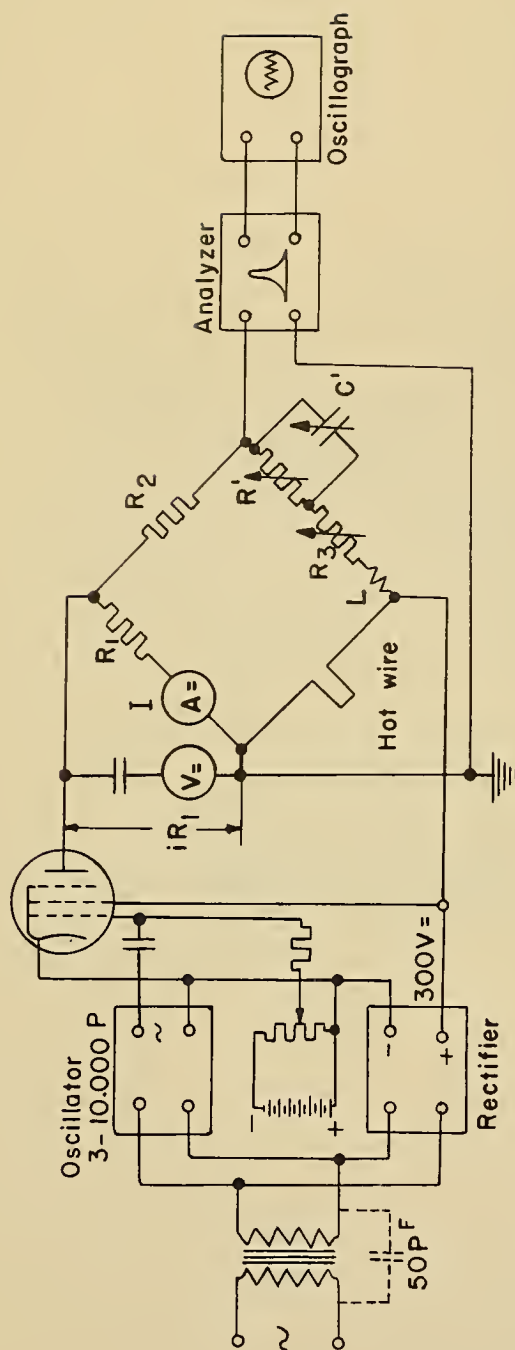 Oscillator
3-10.000 P
~
~
-
+
50PF
Rectifier
-
+
300V=
iR1
V=
I
A=
R1
R2
Hot wire
L
R3
R'
C'
Analyzer
Oscillograph